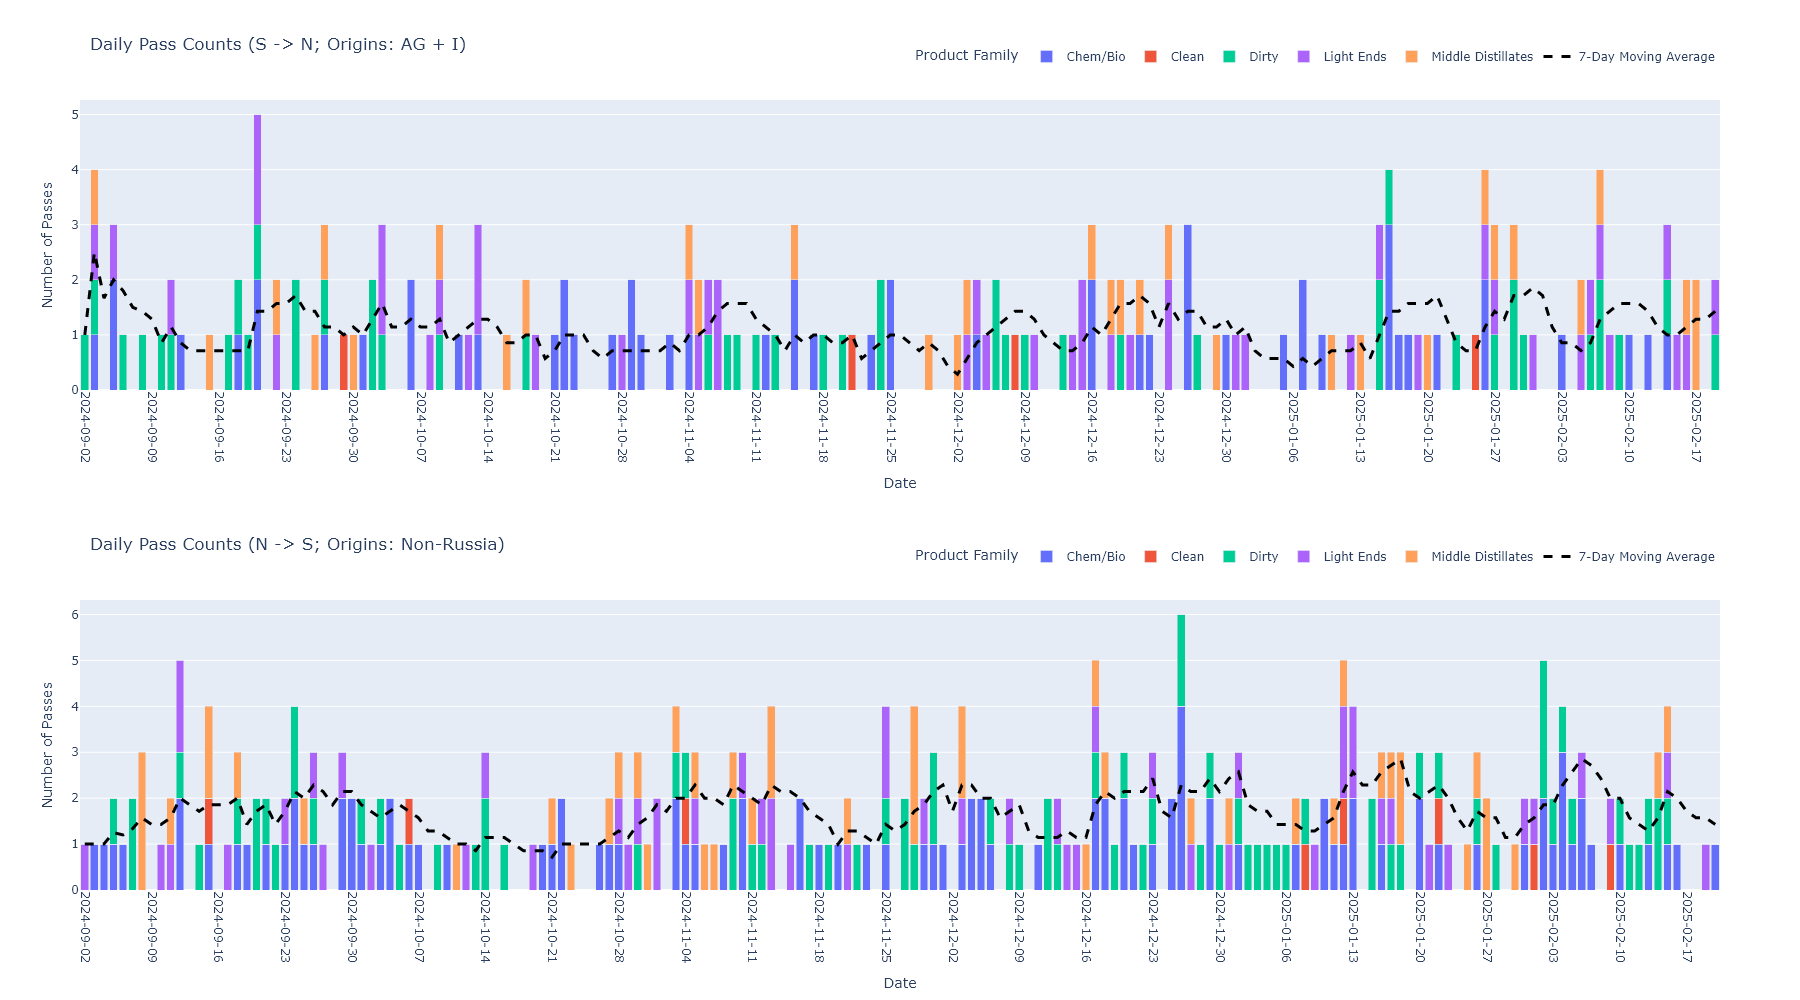 Daily Pass Counts (S -> N; Origins: AG + I)
Product Family Chem/Bio Clean Dirty Light Ends Middle Distillates 7-Day Moving Average
Number of Passes
5
4
3
2
1
0
2024-09-02 2024-09-09 2024-09-16 2024-09-23 2024-09-30 2024-10-07 2024-10-14 2024-10-21 2024-10-28 2024-11-04 2024-11-11 2024-11-18 2024-11-25 2024-12-02 2024-12-09 2024-12-16 2024-12-23 2024-12-30 2025-01-06 2025-01-13 2025-01-20 2025-01-27 2025-02-03 2025-02-10 2025-02-17
Date
Daily Pass Counts (N -> S; Origins: Non-Russia)
Product Family Chem/Bio Clean Dirty Light Ends Middle Distillates 7-Day Moving Average
Number of Passes
6
5
4
3
2
1
0
2024-09-02 2024-09-09 2024-09-16 2024-09-23 2024-09-30 2024-10-07 2024-10-14 2024-10-21 2024-10-28 2024-11-04 2024-11-11 2024-11-18 2024-11-25 2024-12-02 2024-12-09 2024-12-16 2024-12-23 2024-12-30 2025-01-06 2025-01-13 2025-01-20 2025-01-27 2025-02-03 2025-02-10 2025-02-17
Date